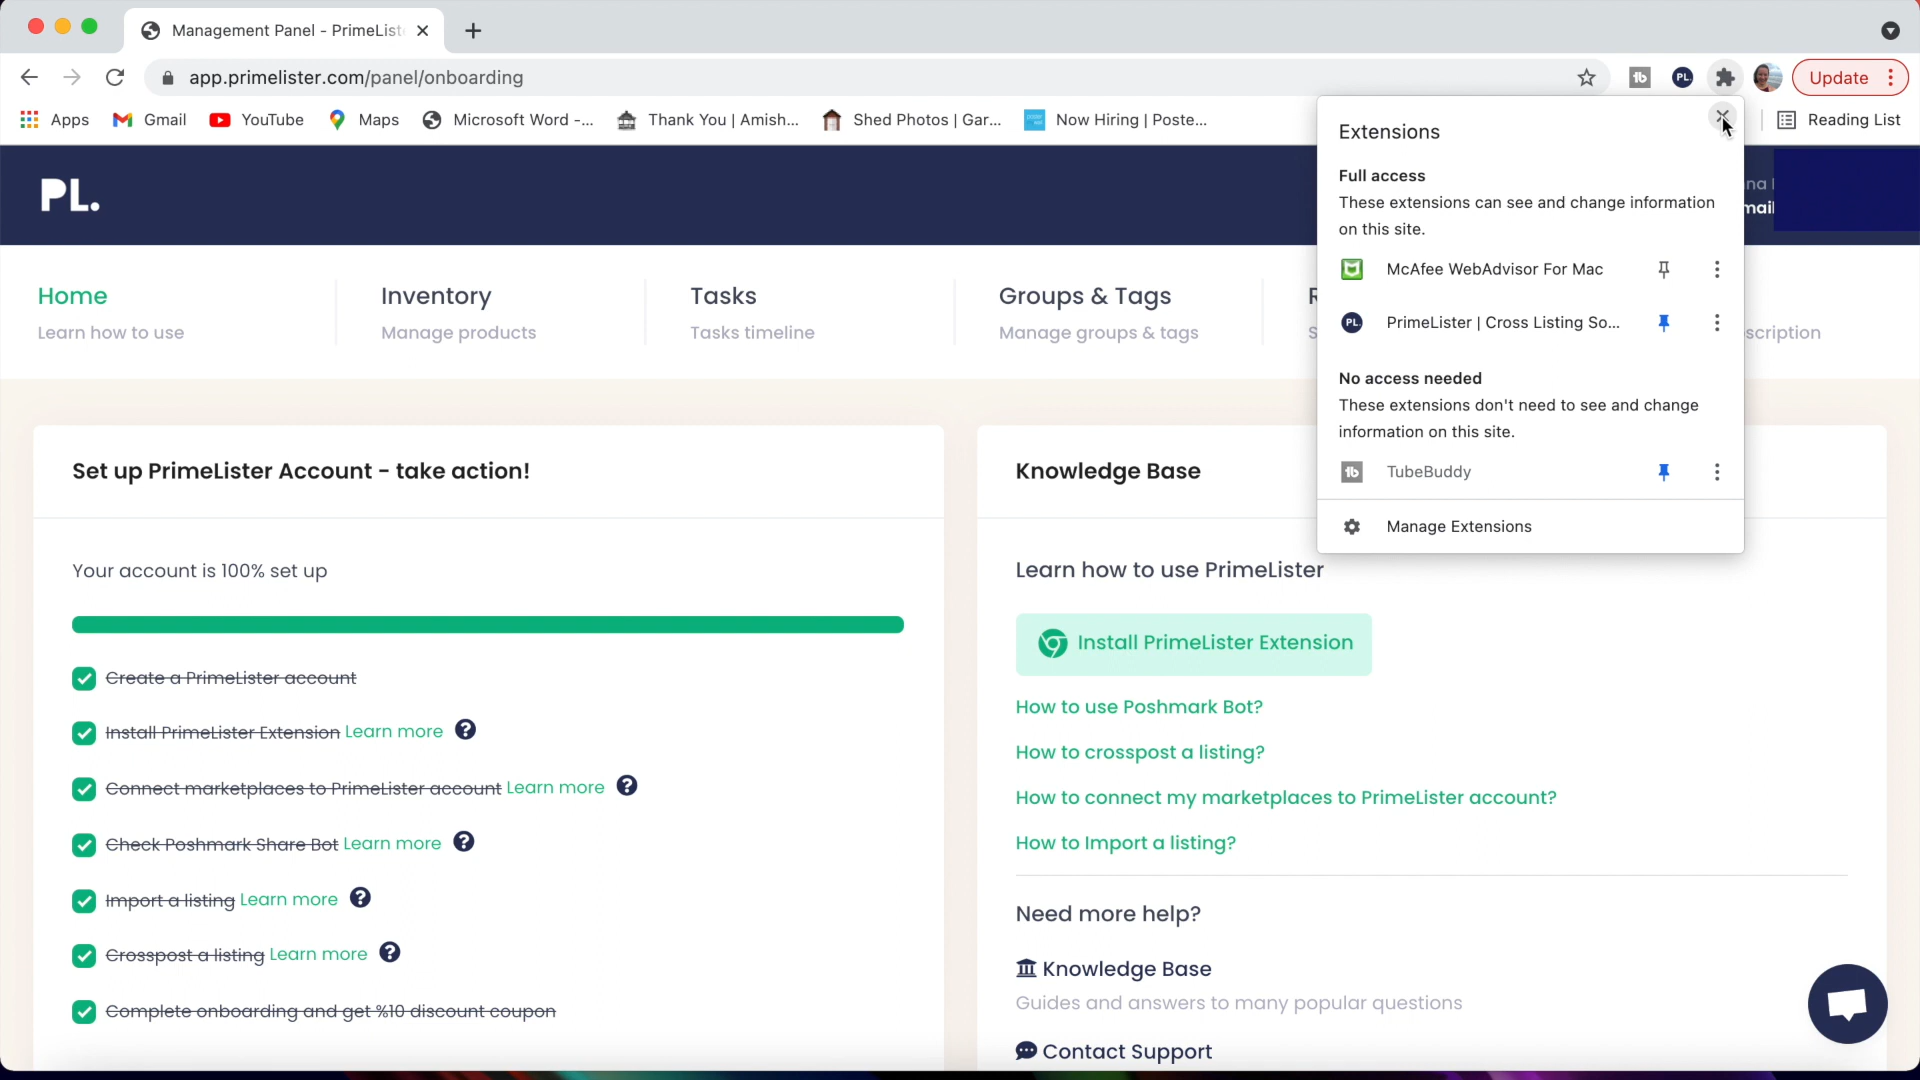 Management Panel - PrimeList
app.primelister.com/panel/onboarding
Update
Apps
Gmail
YouTube
Maps
Microsoft Word -...
Thank You | Amish...
Shed Photos | Gar...
Now Hiring | Poste...
Reading List
PL.
Home
Learn how to use
Inventory
Manage products
Tasks
Tasks timeline
Groups & Tags
Manage groups & tags
Extensions
Full access
These extensions can see and change information
on this site.
McAfee WebAdvisor For Mac
PL.
PrimeLister | Cross Listing So...
No access needed
These extensions don't need to see and change
information on this site.
tb
TubeBuddy
Manage Extensions
Set up PrimeLister Account - take action!
Your account is 100% set up
Create a PrimeLister account
Install PrimeLister Extension Learn more ?
Connect marketplaces to PrimeLister account Learn more ?
Check Poshmark Share Bot Learn more ?
Import a listing Learn more ?
Crosspost a listing Learn more ?
Complete onboarding and get %10 discount coupon
Knowledge Base
Learn how to use PrimeLister
Install PrimeLister Extension
How to use Poshmark Bot?
How to crosspost a listing?
How to connect my marketplaces to PrimeLister account?
How to Import a listing?
Need more help?
Knowledge Base
Guides and answers to many popular questions
Contact Support